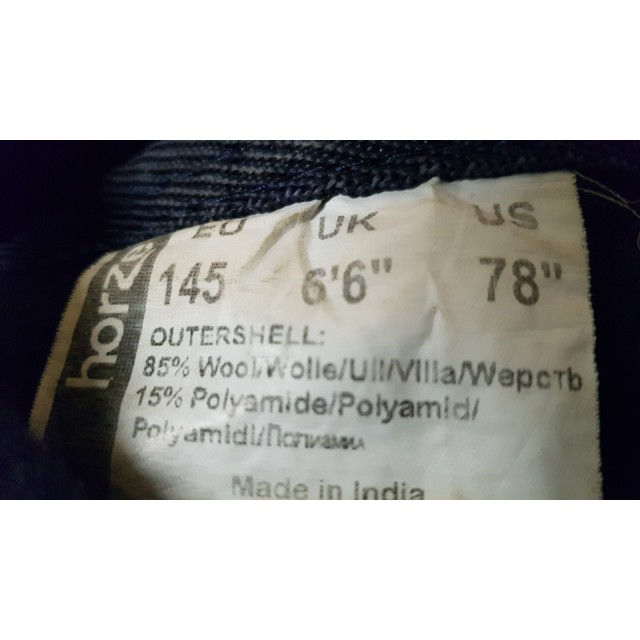 horze
EU UK US
145 6'6" 78"
OUTERSHELL:
85% Wool/Wolle/Ull/Villa/Шерсть
15% Polyamide/Polyamid/
Polyamidi/Полиамид
Made in India